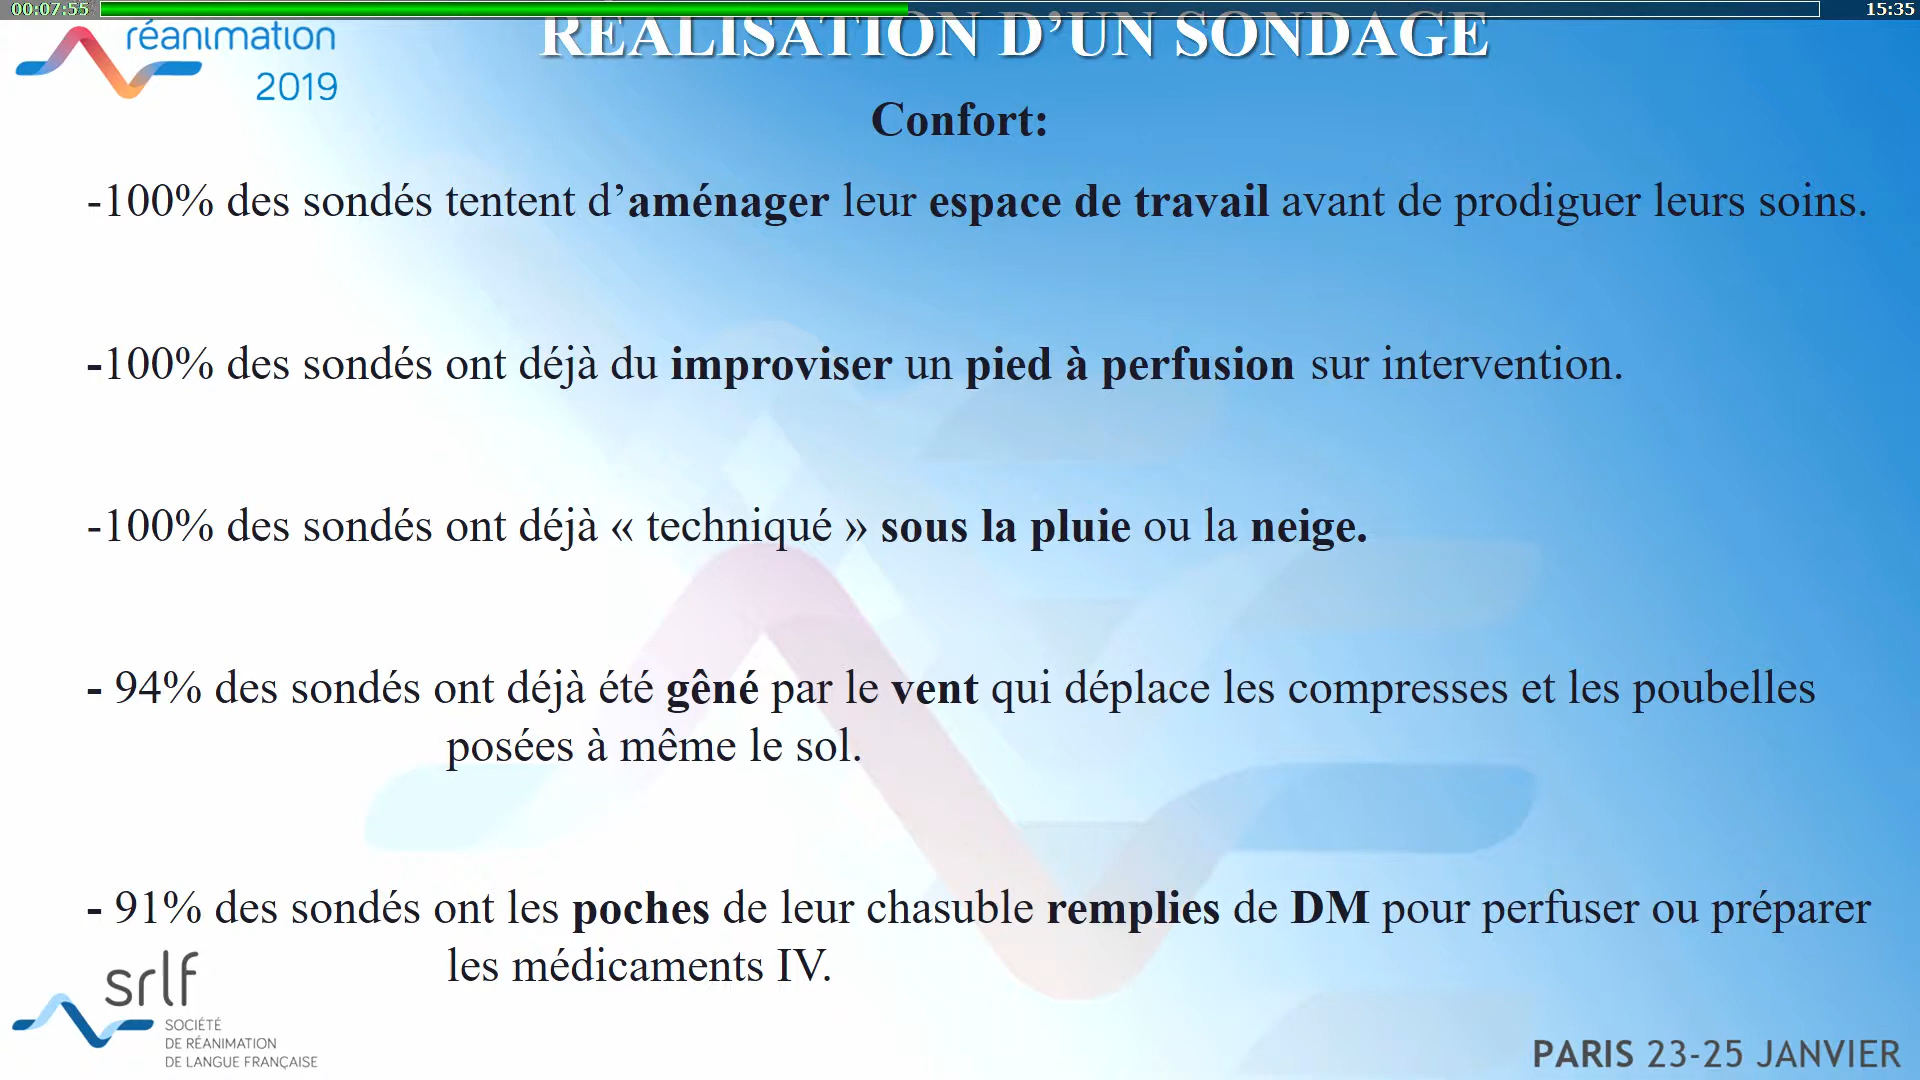 00:07:55
15:35
réanımatıon
2019
RÉALISATION D’UN SONDAGE
Confort:
-100% des sondés tentent d’aménager leur espace de travail avant de prodiguer leurs soins.
-100% des sondés ont déjà du improviser un pied à perfusion sur intervention.
-100% des sondés ont déjà « techniqué » sous la pluie ou la neige.
- 94% des sondés ont déjà été gêné par le vent qui déplace les compresses et les poubelles
posées à même le sol.
- 91% des sondés ont les poches de leur chasuble remplies de DM pour perfuser ou préparer
les médicaments IV.
srlf
SOCIÉTÉ
DE RÉANIMATION
DE LANGUE FRANÇAISE
PARIS 23-25 JANVIER